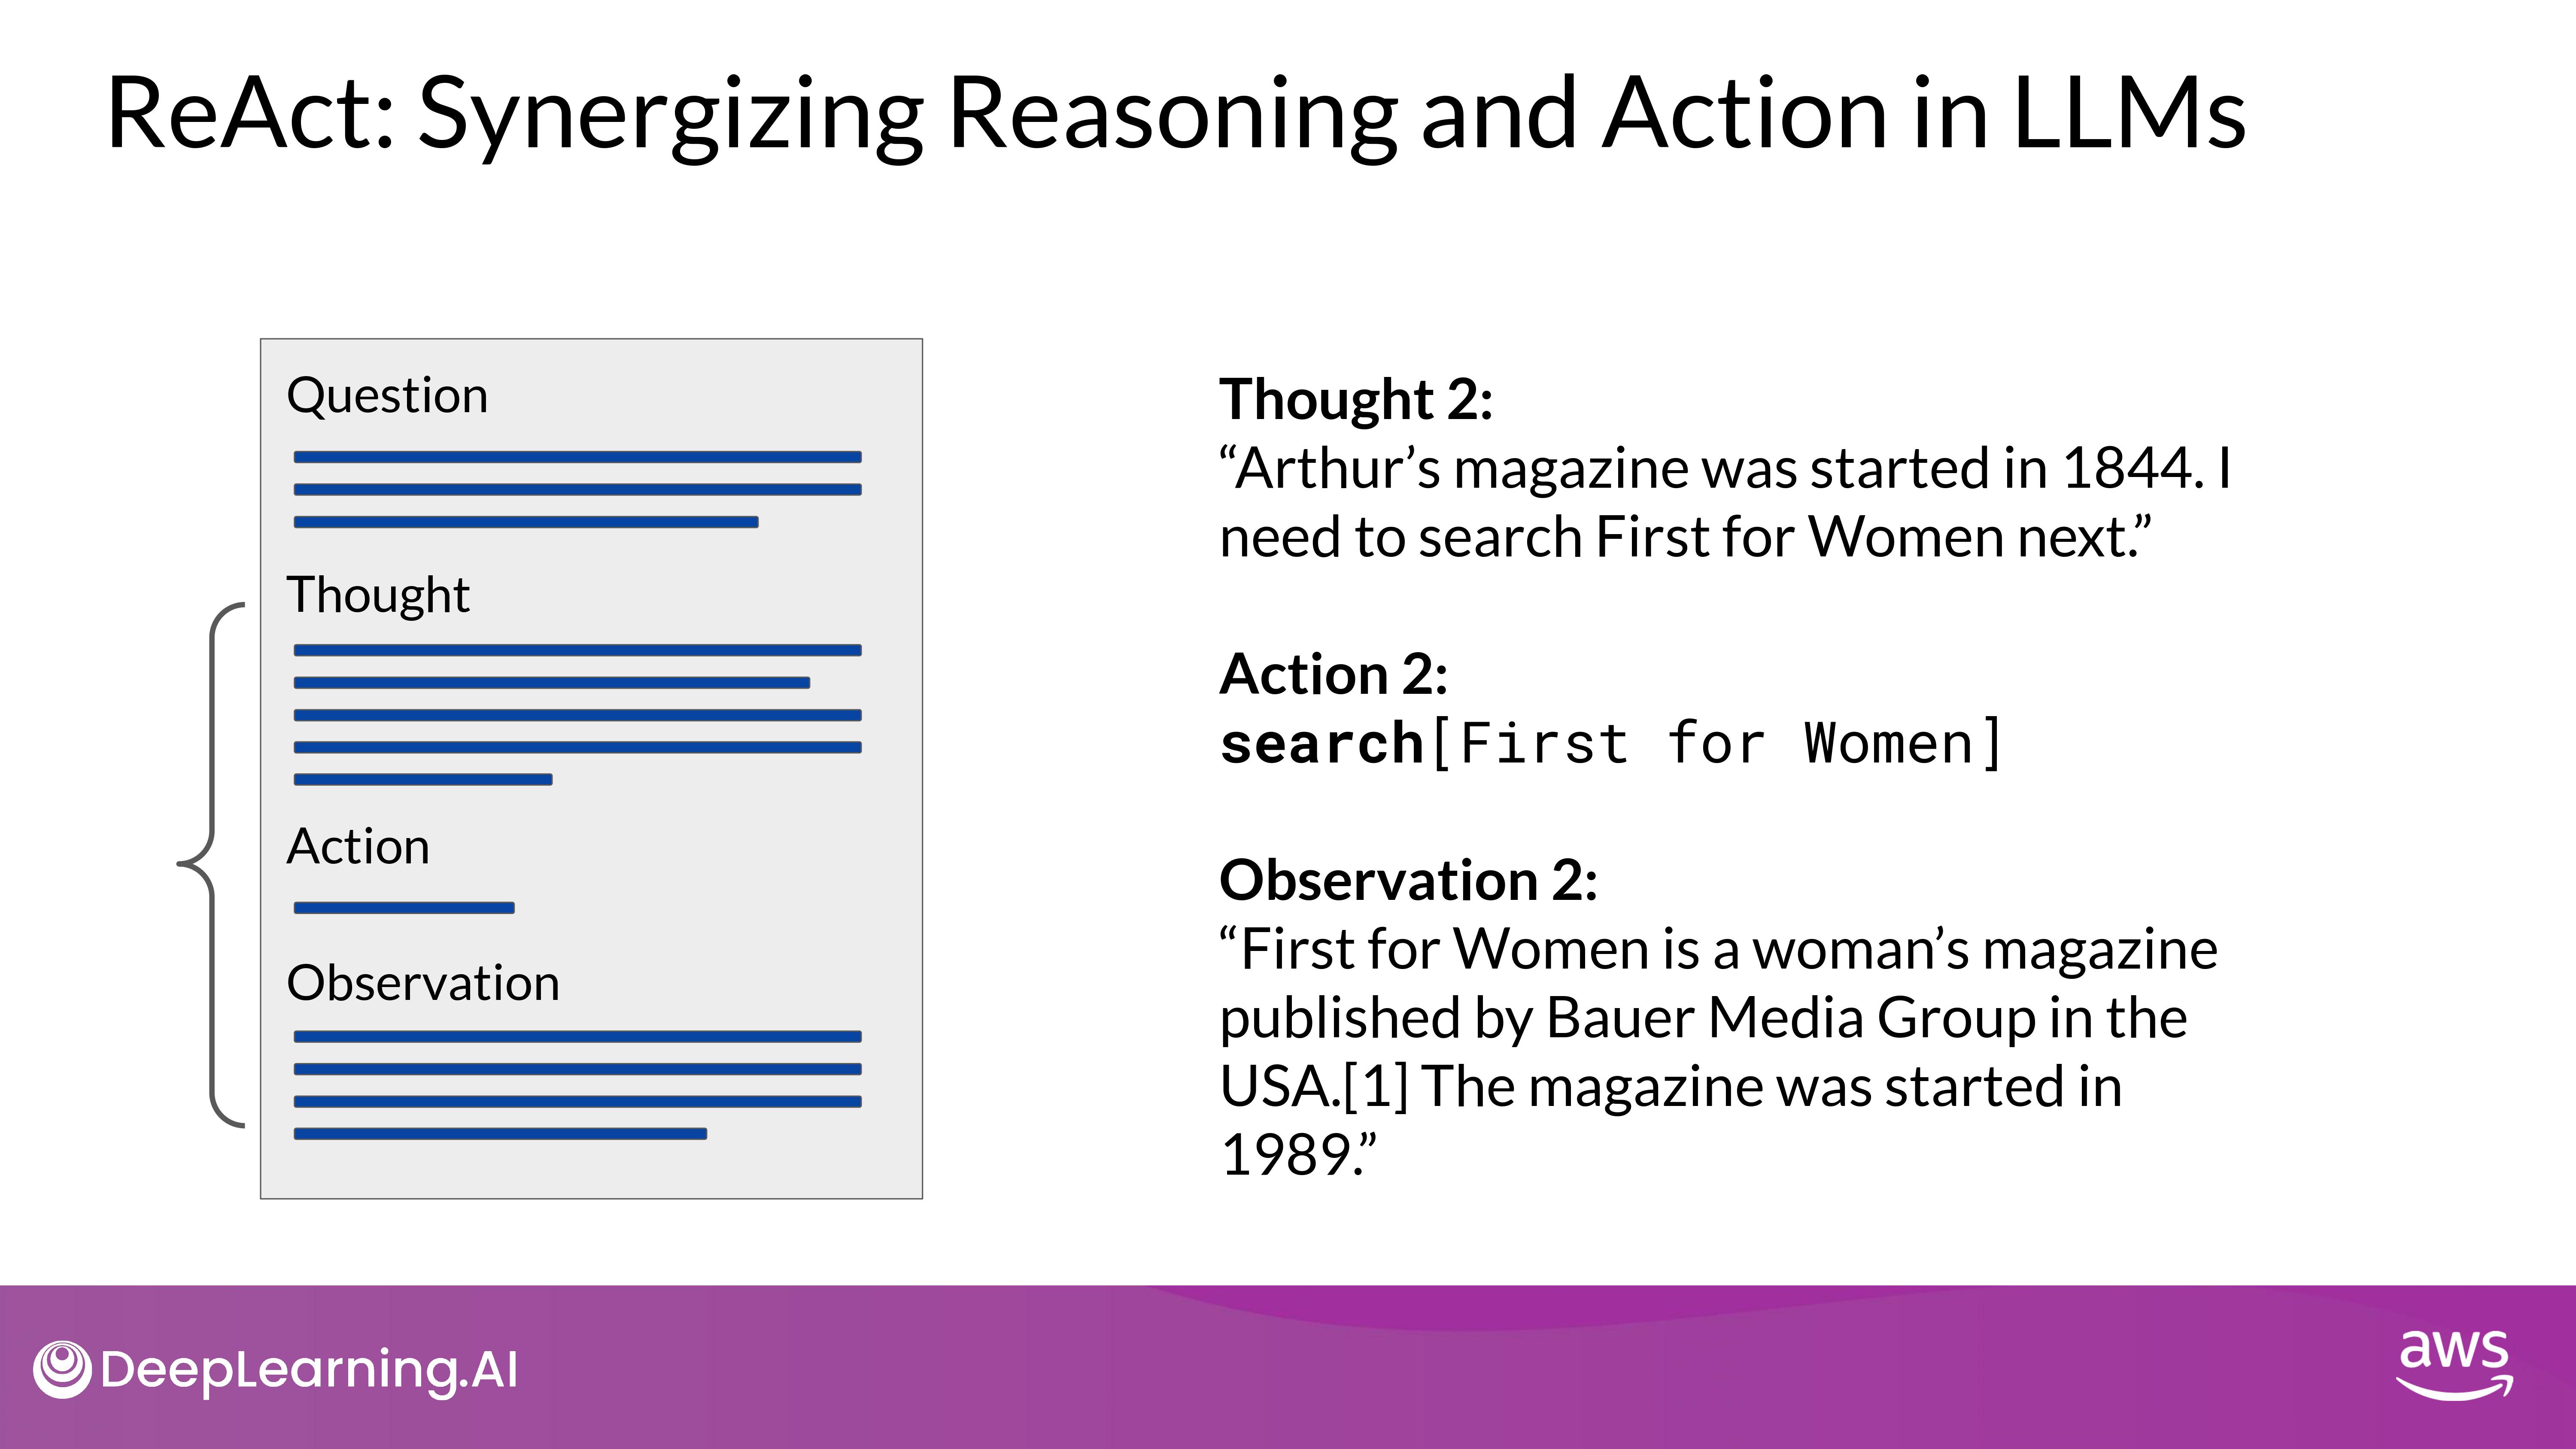 ReAct: Synergizing Reasoning and Action in LLMs
Question
Thought
Action
Observation
Thought 2:
“Arthur’s magazine was started in 1844. I
need to search First for Women next.”
Action 2:
search[First for Women]
Observation 2:
“First for Women is a woman’s magazine
published by Bauer Media Group in the
USA.[1] The magazine was started in
1989.”
DeepLearning.AI
aws